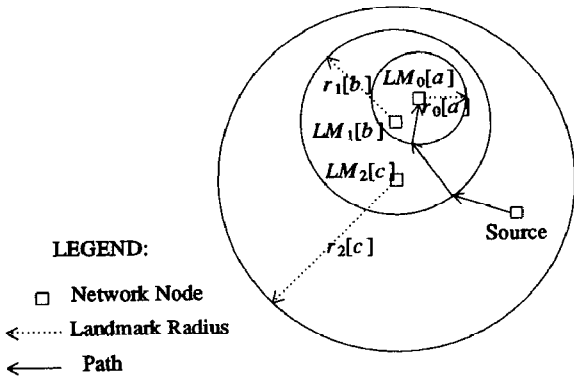 LM₀[a]
r₁[b]
r₀[a]
LM₁[b]
LM₂[c]
Source
r₂[c]
LEGEND:
Network Node
Landmark Radius
Path